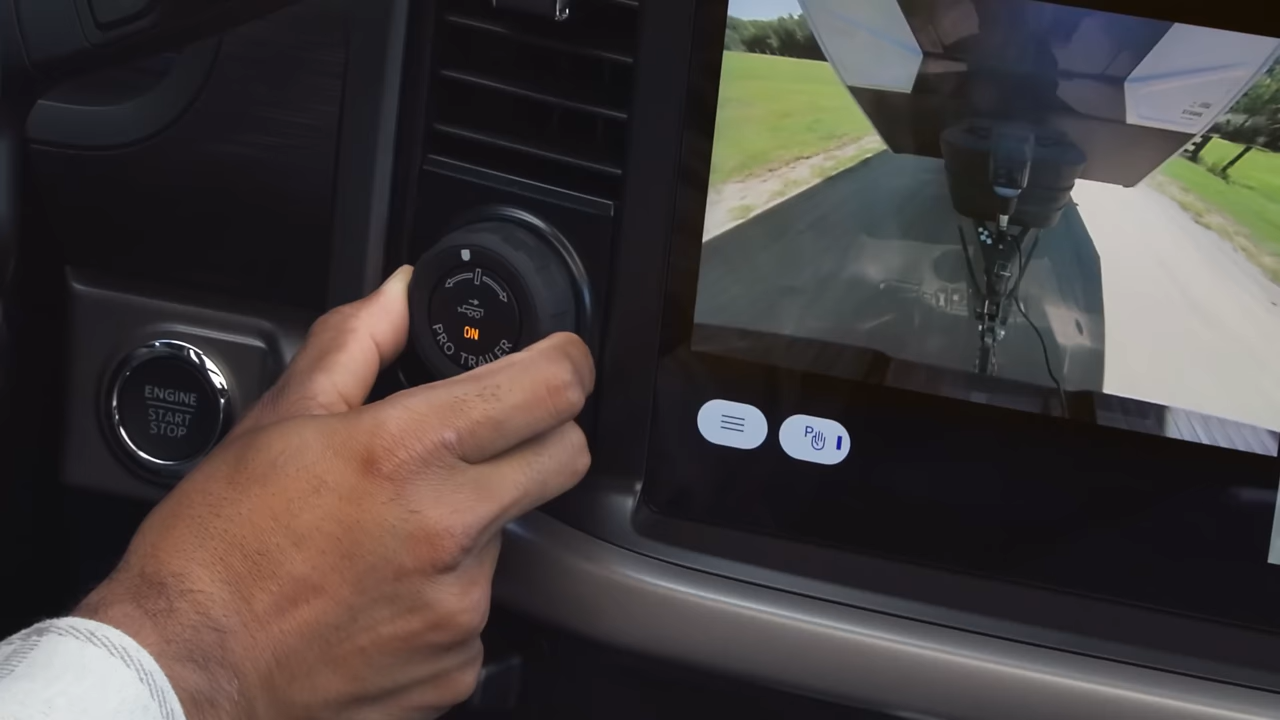 ON
PRO TRAILER
ENGINE
START
STOP
P